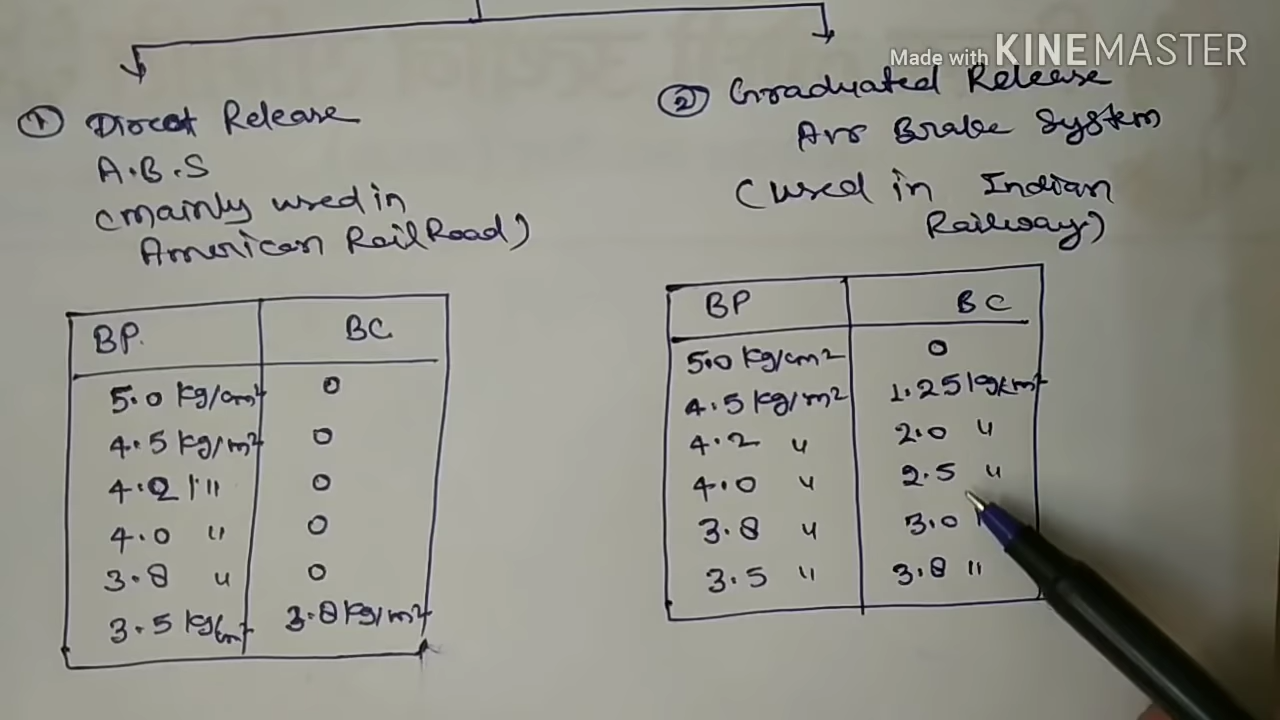 Made with KINEMASTER
① Direct Release
A.B.S
(mainly used in
American RailRoad)
② Graduated Release
Air Brake System
(used in Indian
Railway)
BP. BC.
5.0 kg/cm² 0
4.5 kg/m² 0
4.2 " 0
4.0 " 0
3.8 " 0
3.5 kg/m² 3.8 kg/m²
BP BC
5.0 kg/cm² 0
4.5 kg/m² 1.25 kg/cm²
4.2 " 2.0 "
4.0 " 2.5 "
3.8 " 3.0
3.5 " 3.8 "